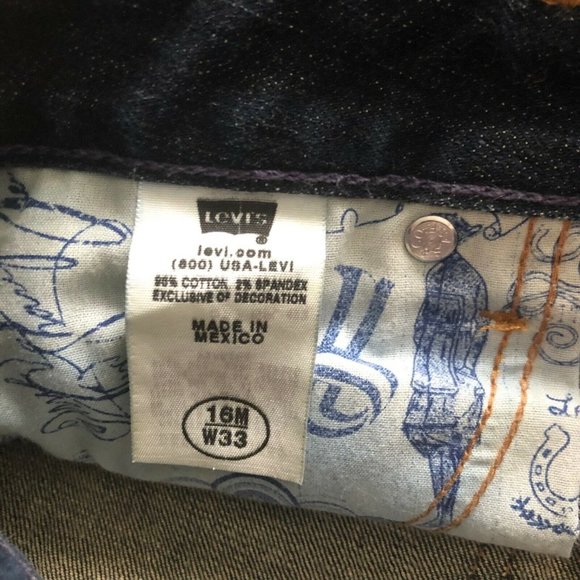 LEVI'S
®
levi.com
(800) USA-LEVI
98% COTTON, 2% SPANDEX
EXCLUSIVE OF DECORATION
MADE IN
MEXICO
16M
W33